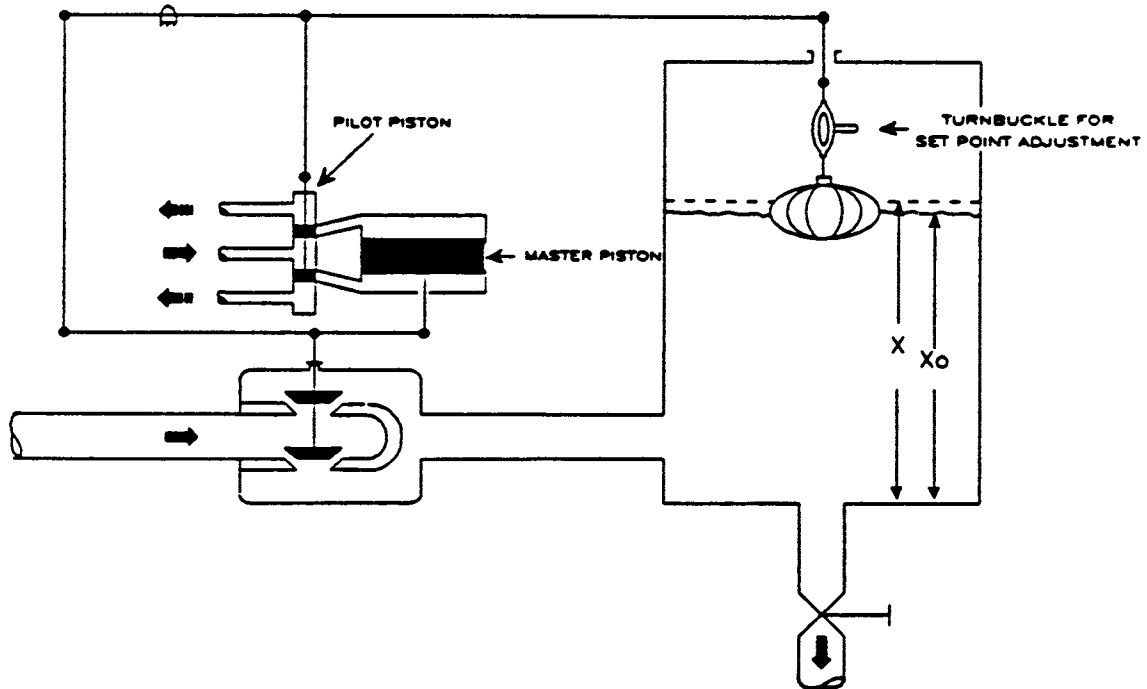 PILOT PISTON
TURNBUCKLE FOR
SET POINT ADJUSTMENT
MASTER PISTON
X
Xo